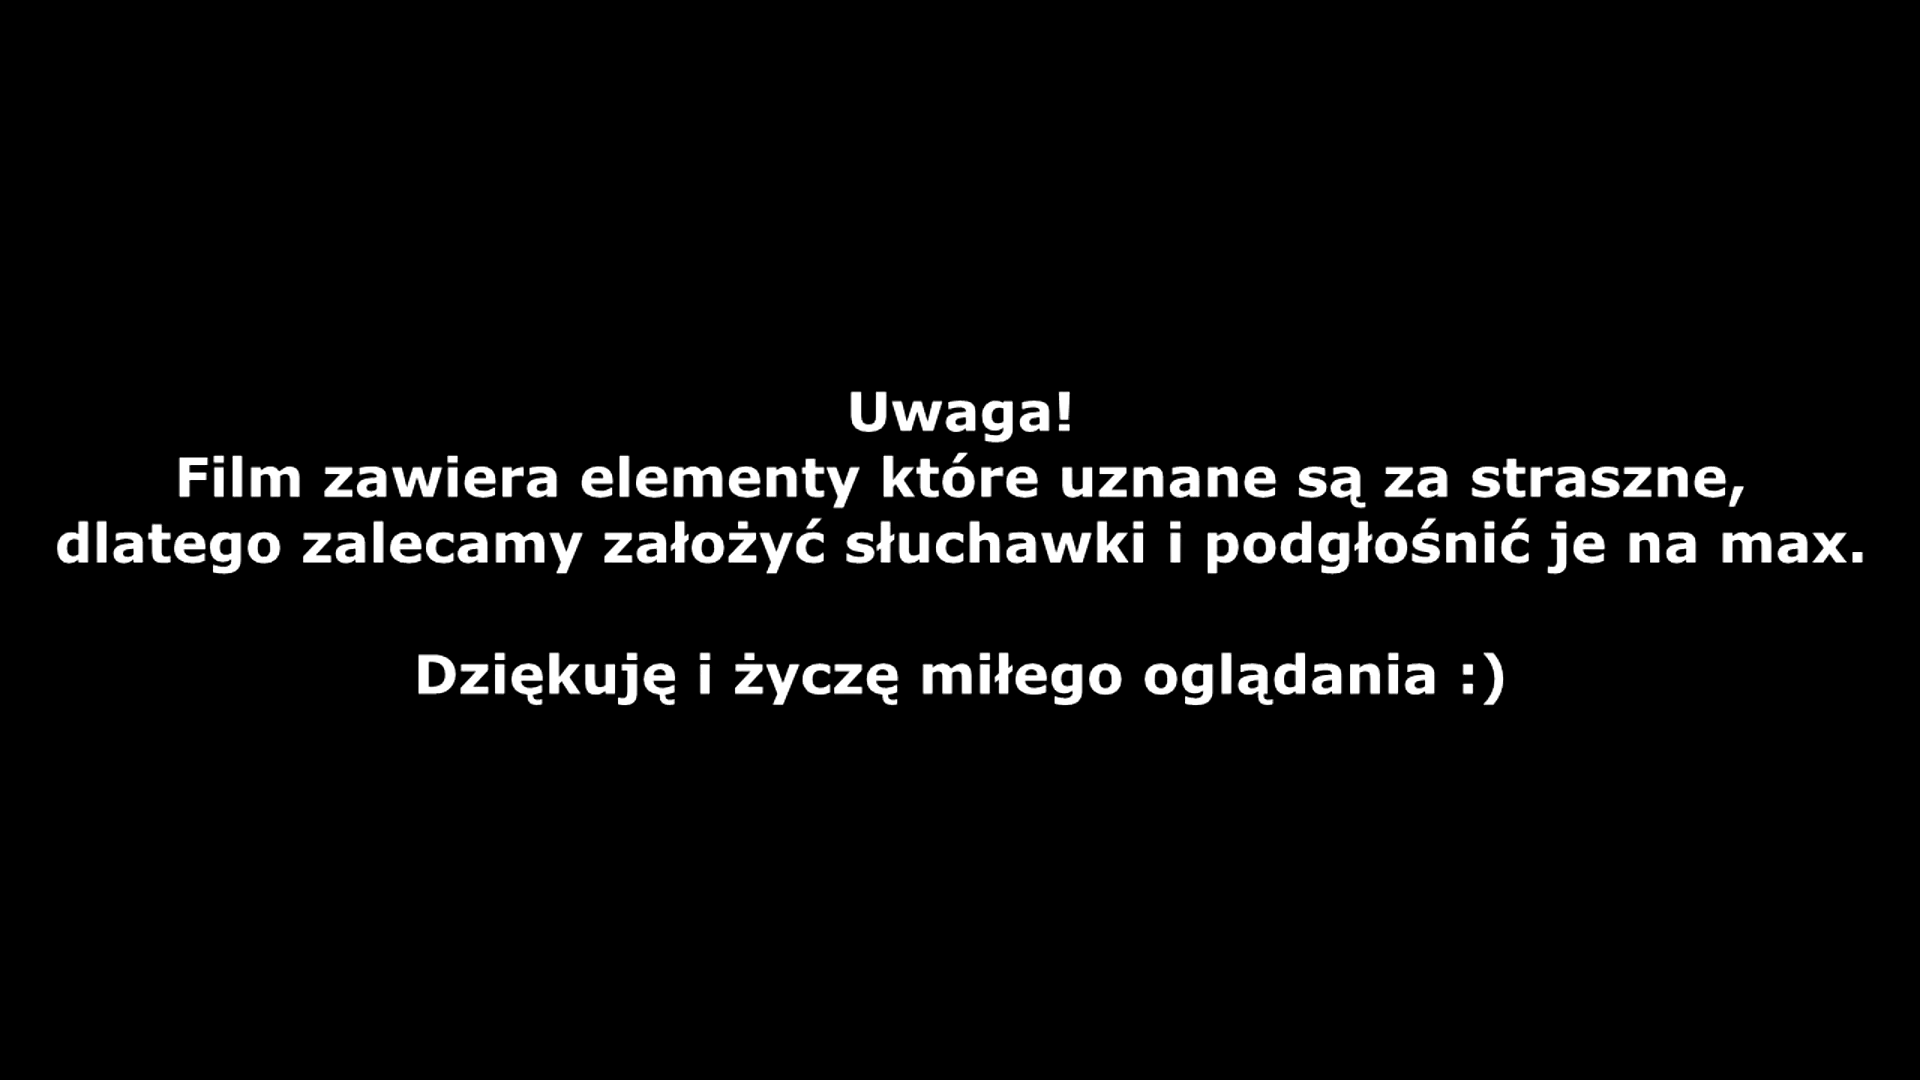 Uwaga!
Film zawiera elementy które uznane są za straszne,
dlatego zalecamy założyć słuchawki i podgłośnić je na max.
Dziękuję i życzę miłego oglądania :)